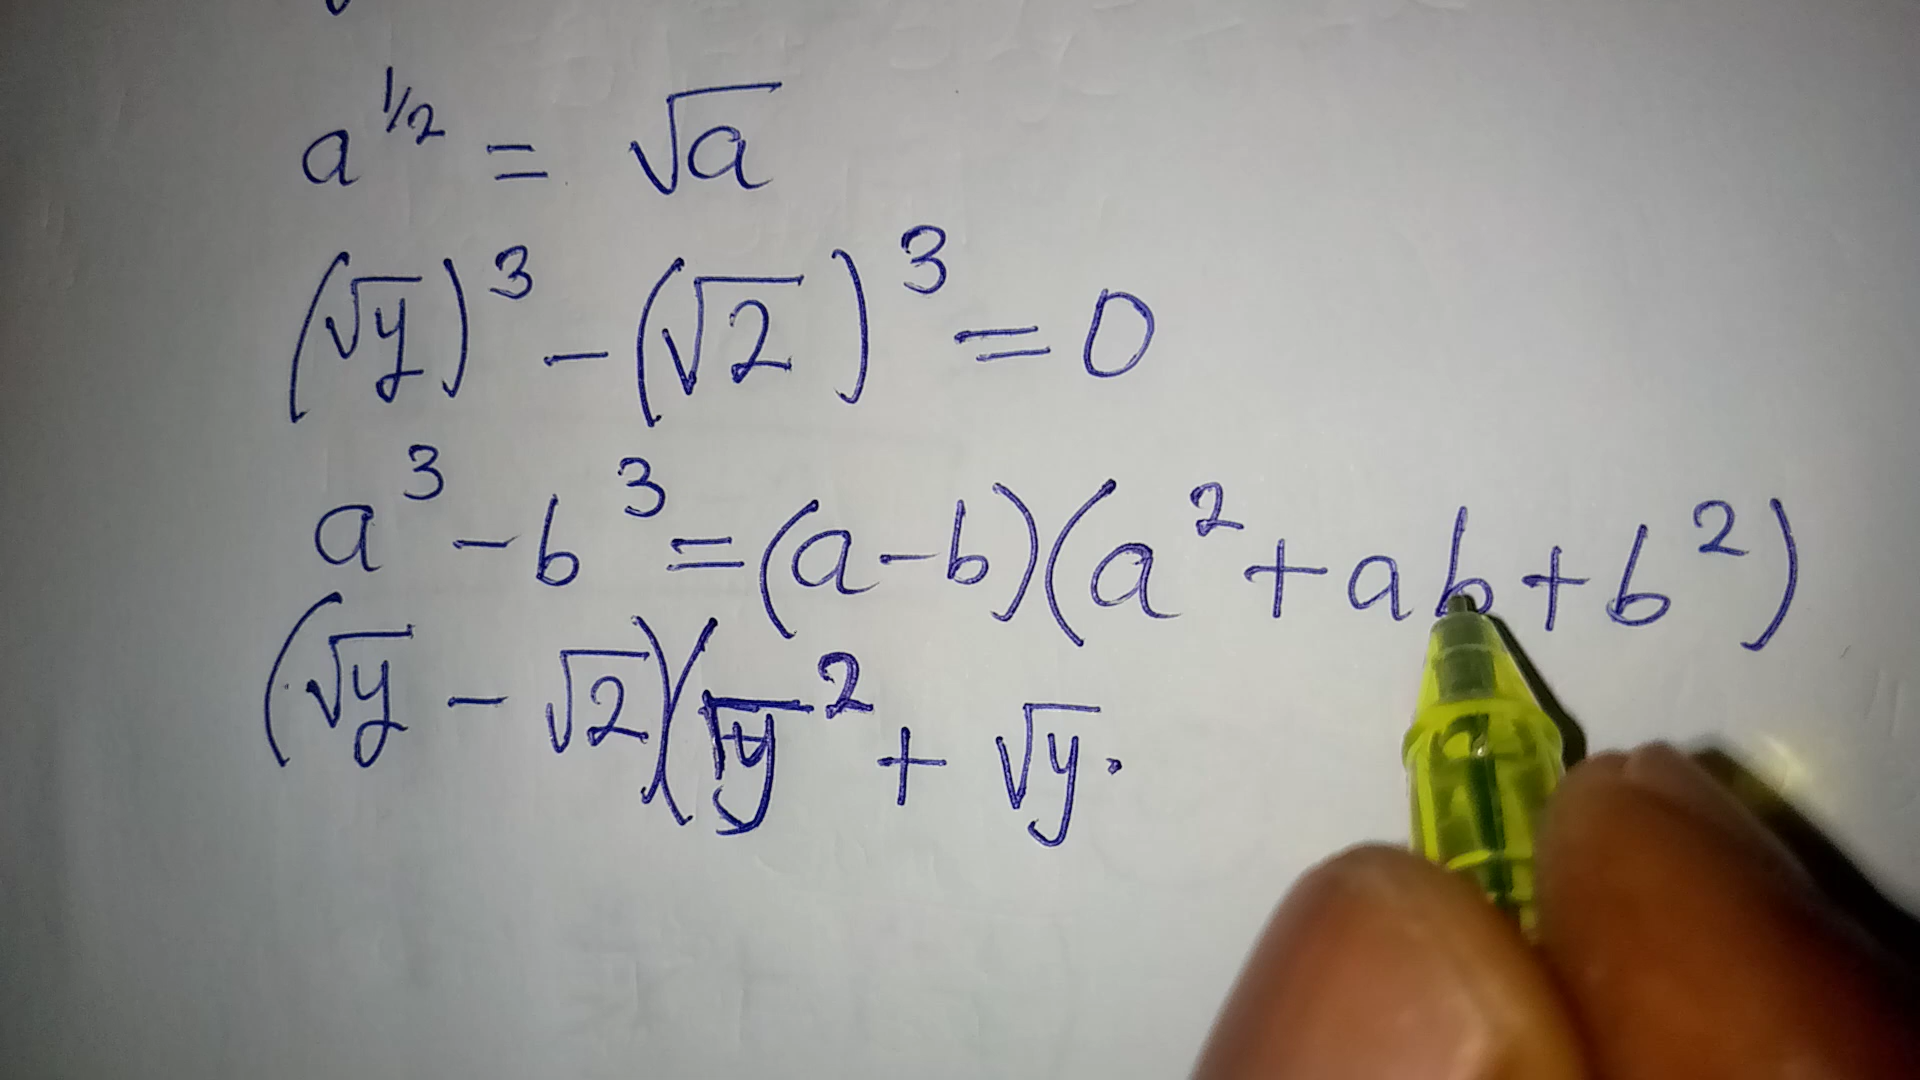 a^1/2 = √a
(√y)^3 - (√2)^3 = 0
a^3 - b^3 = (a-b)(a^2 + ab + b^2)
(√y - √2)(√y^2 + √y.